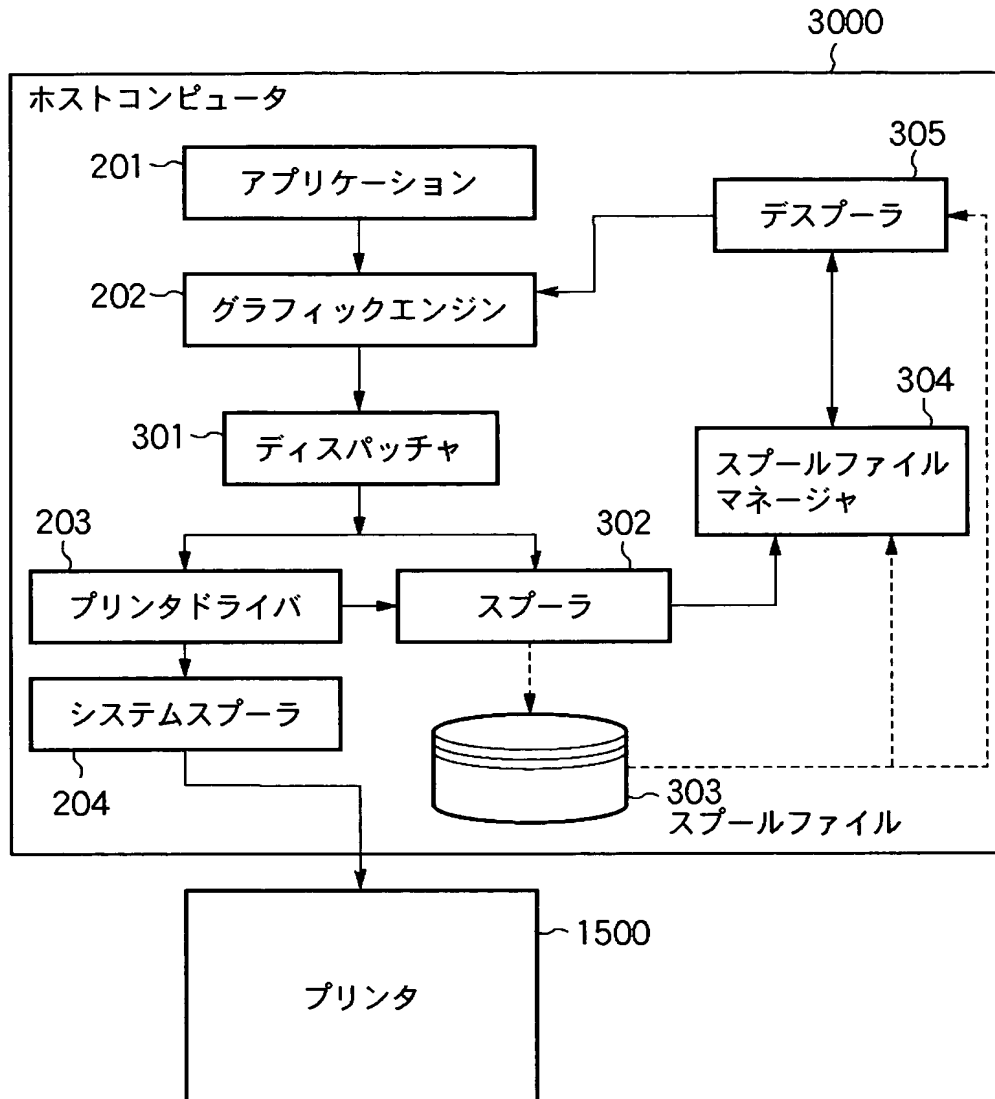 3000
ホストコンピュータ
201
アプリケーション
305
デスプーラ
202
グラフィックエンジン
304
スプールファイル
マネージャ
301
ディスパッチャ
203
プリンタドライバ
302
スプーラ
システムスプーラ
204
303
スプールファイル
1500
プリンタ